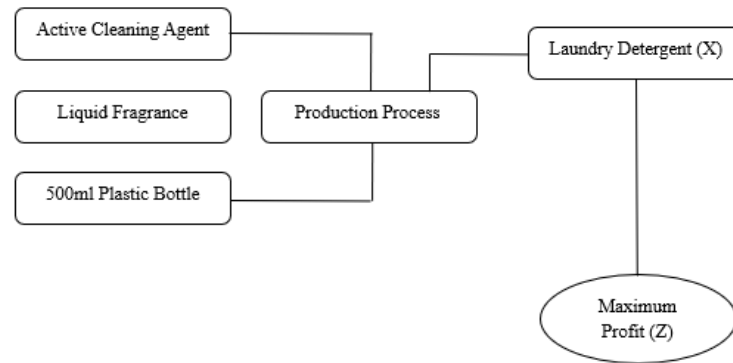 Active Cleaning Agent
Liquid Fragrance
500ml Plastic Bottle
Production Process
Laundry Detergent (X)
Maximum
Profit (Z)